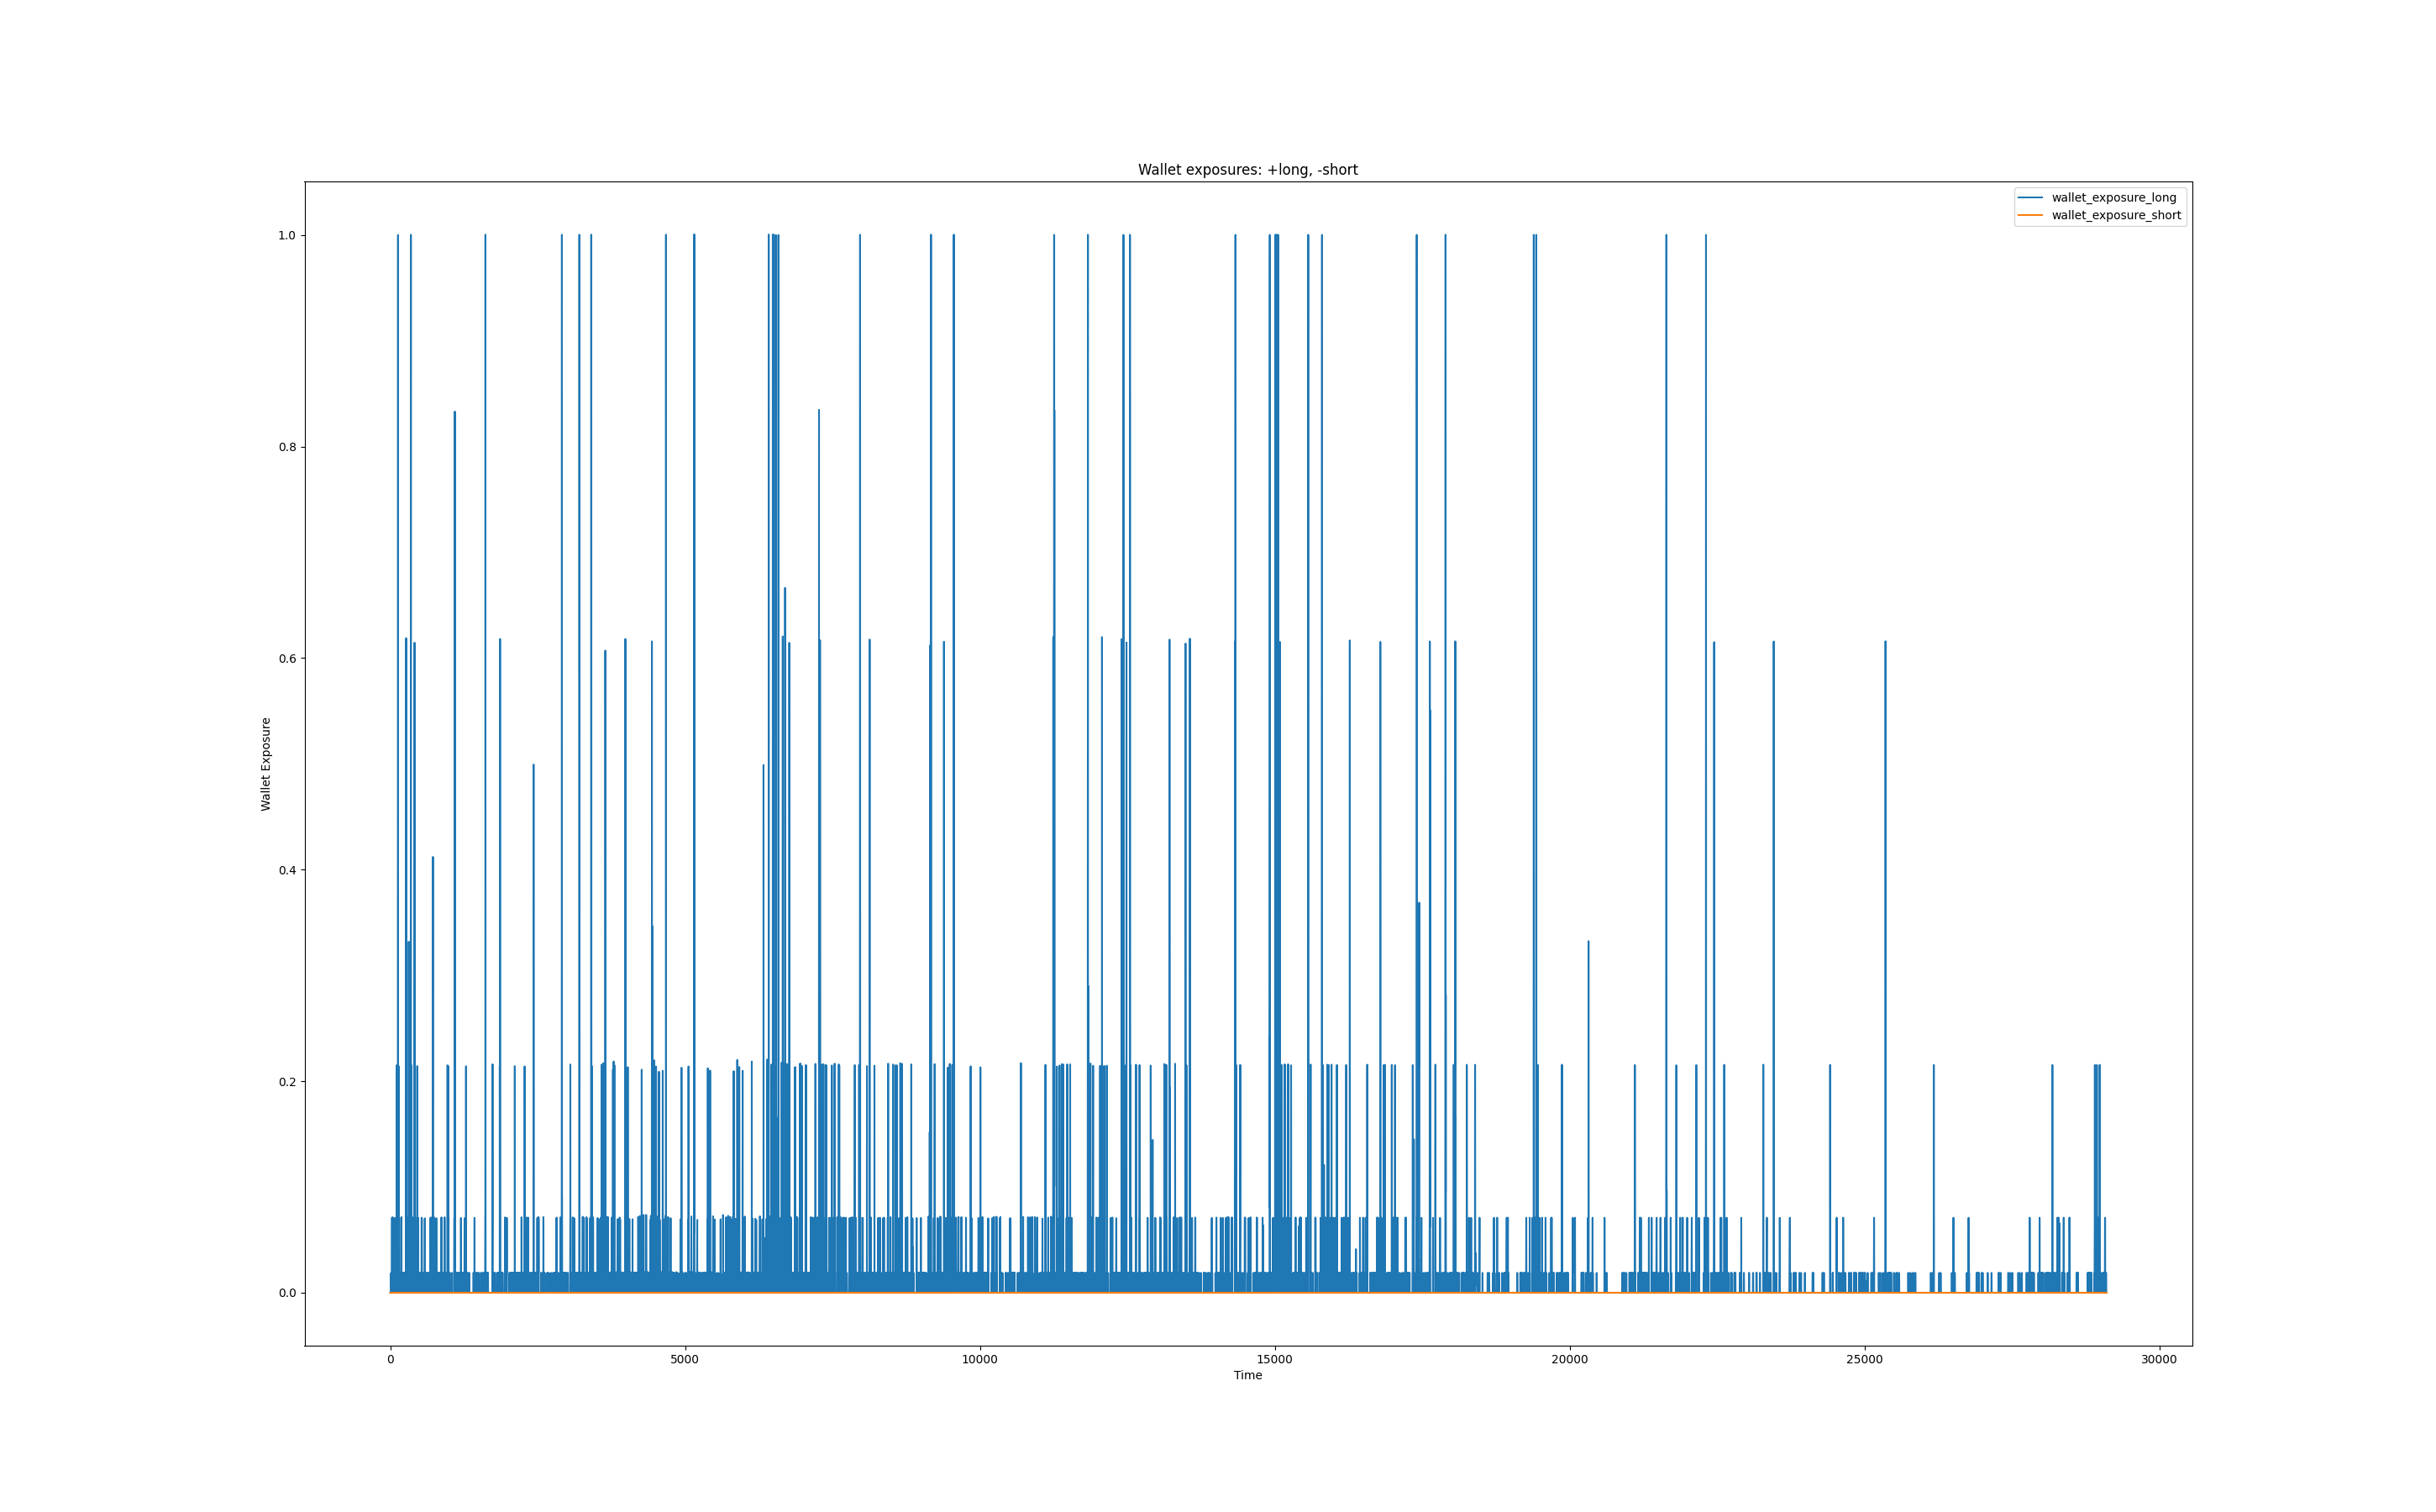 Wallet exposures: +long, -short
wallet_exposure_long
wallet_exposure_short
1.0
0.8
0.6
0.4
0.2
0.0
Wallet Exposure
0 5000 10000 15000 20000 25000 30000
Time